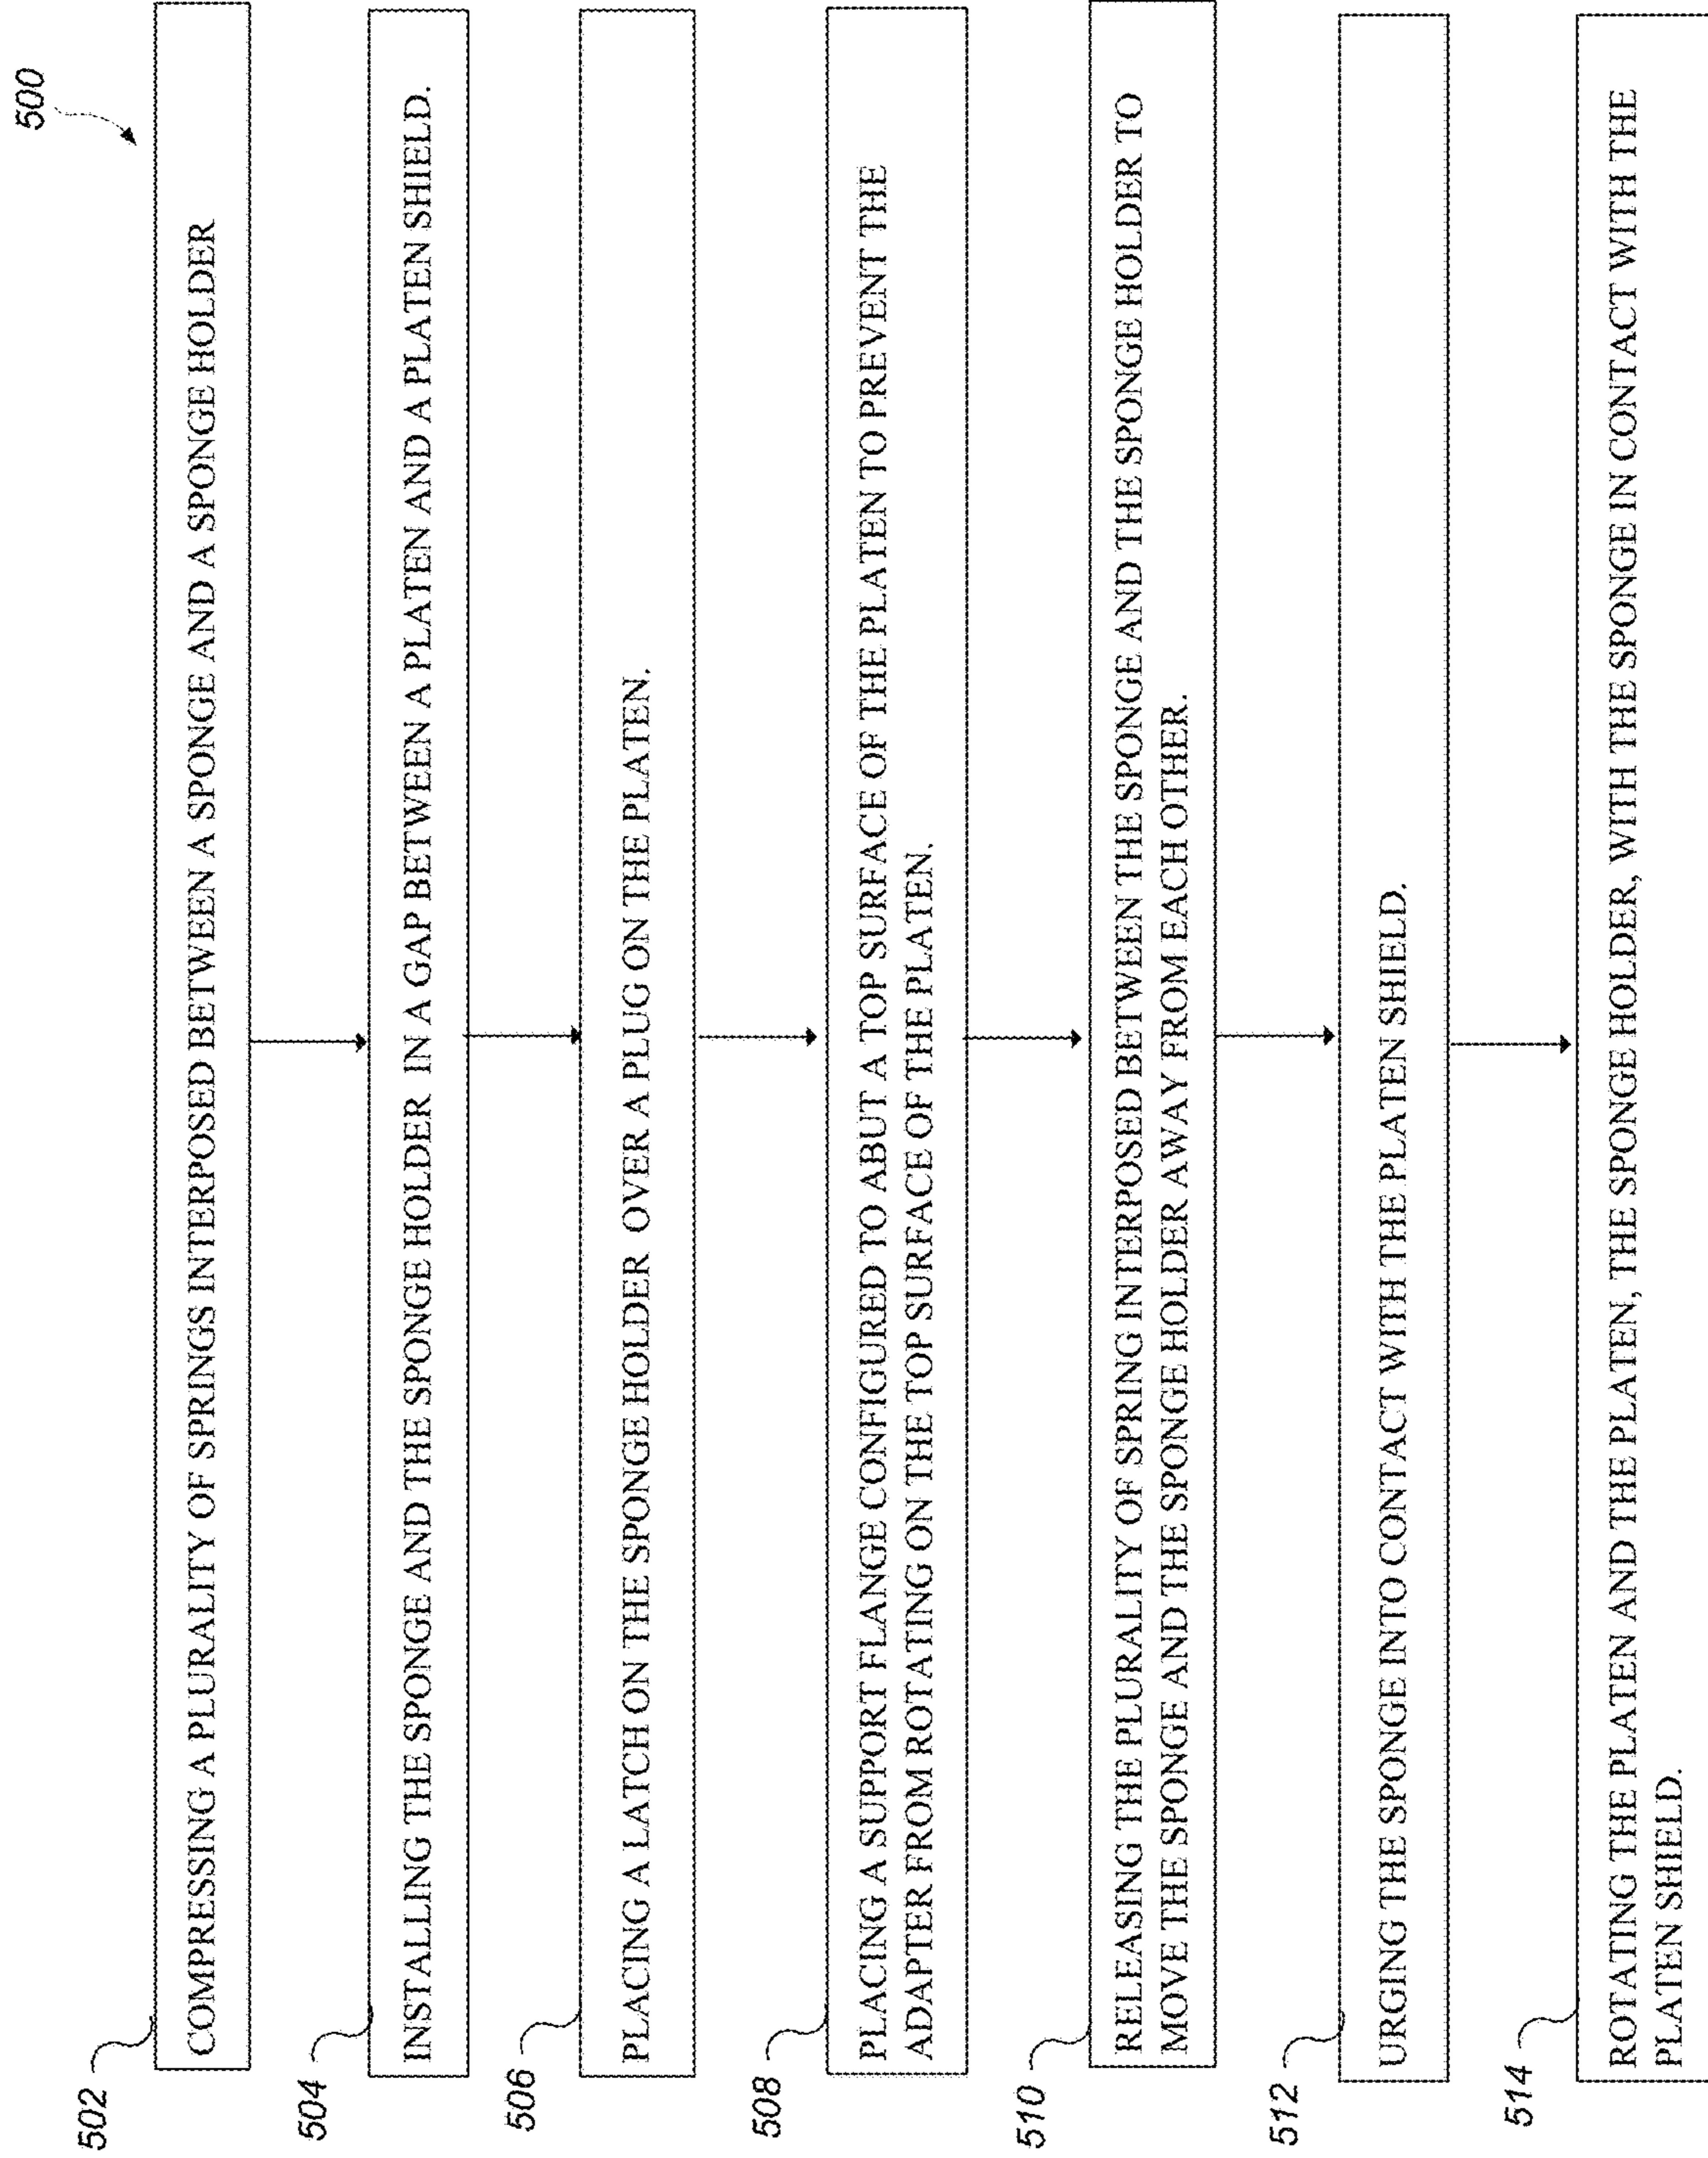 500
502
COMPRESSING A PLURALITY OF SPRINGS INTERPOSED BETWEEN A SPONGE AND A SPONGE HOLDER
504
INSTALLING THE SPONGE AND THE SPONGE HOLDER IN A GAP BETWEEN A PLATEN AND A PLATEN SHIELD.
506
PLACING A LATCH ON THE SPONGE HOLDER OVER A PLUG ON THE PLATEN.
508
PLACING A SUPPORT FLANGE CONFIGURED TO ABUT A TOP SURFACE OF THE PLATEN TO PREVENT THE
ADAPTER FROM ROTATING ON THE TOP SURFACE OF THE PLATEN.
510
RELEASING THE PLURALITY OF SPRING INTERPOSED BETWEEN THE SPONGE AND THE SPONGE HOLDER TO
MOVE THE SPONGE AND THE SPONGE HOLDER AWAY FROM EACH OTHER.
512
URGING THE SPONGE INTO CONTACT WITH THE PLATEN SHIELD.
514
ROTATING THE PLATEN AND THE PLATEN, THE SPONGE HOLDER, WITH THE SPONGE IN CONTACT WITH THE
PLATEN SHIELD.